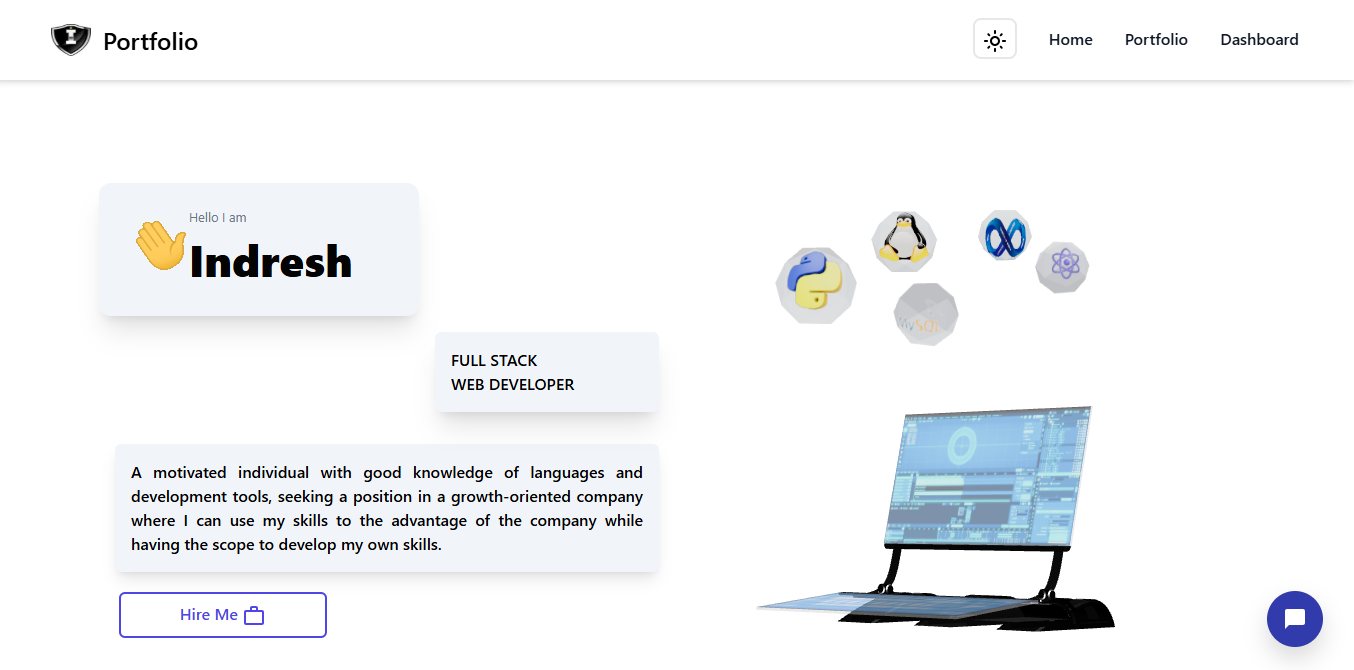 Portfolio
Home
Portfolio
Dashboard
Hello I am
Indresh
FULL STACK
WEB DEVELOPER
A motivated individual with good knowledge of languages and
development tools, seeking a position in a growth-oriented company
where I can use my skills to the advantage of the company while
having the scope to develop my own skills.
Hire Me
MySQL